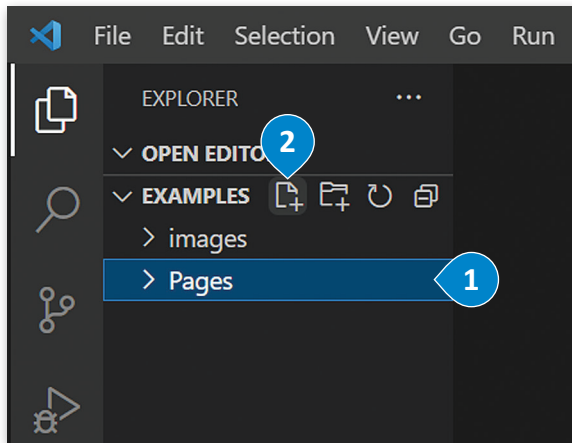 File Edit Selection View Go Run
EXPLORER
OPEN EDITO
2
EXAMPLES
images
Pages
1